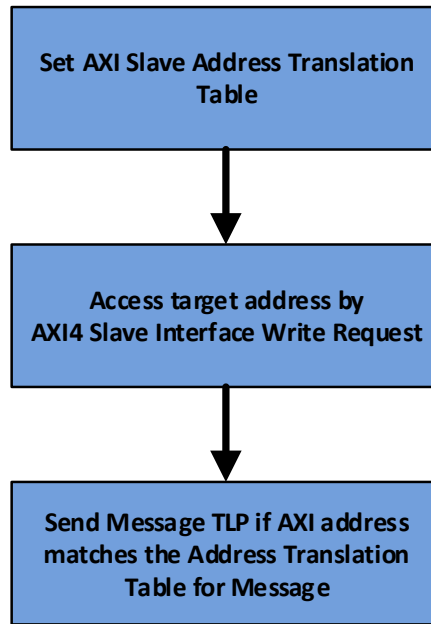 Set AXI Slave Address Translation
Table
Access target address by
AXI4 Slave Interface Write Request
Send Message TLP if AXI address
matches the Address Translation
Table for Message